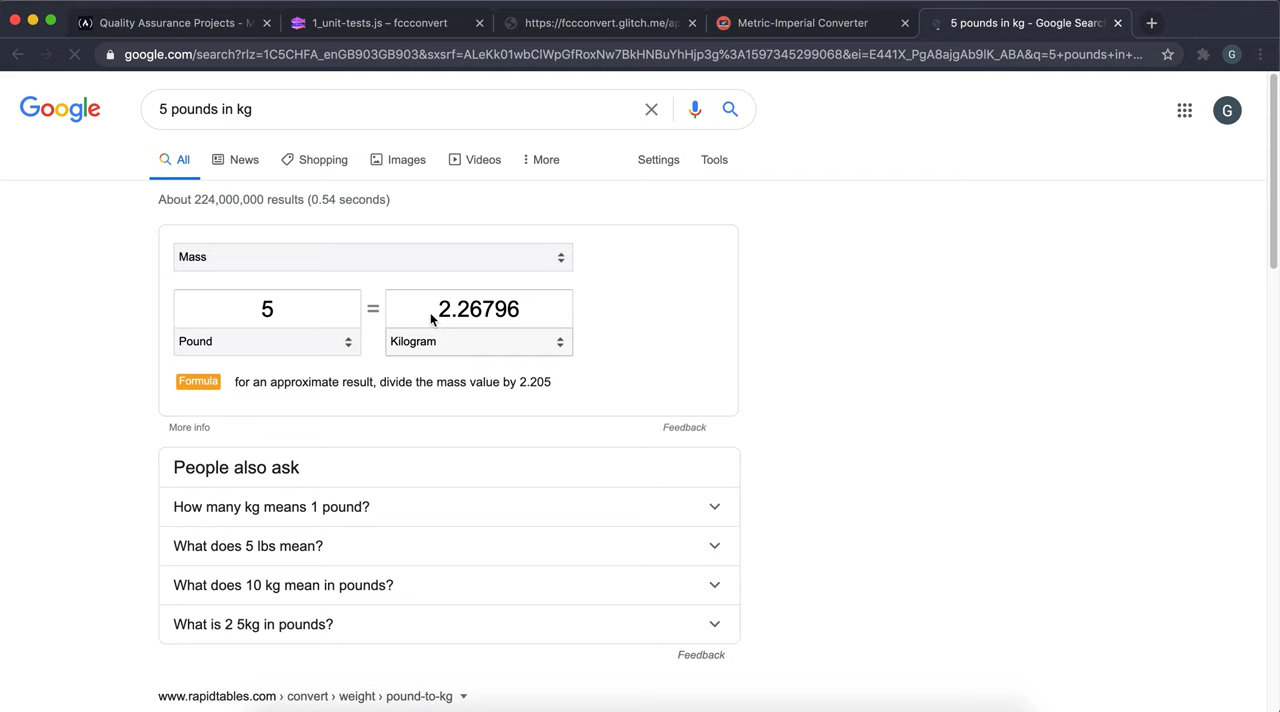 Quality Assurance Projects - M
1_unit-tests.js – fccconvert
https://fccconvert.glitch.me/ap
Metric-Imperial Converter
5 pounds in kg - Google Searc
google.com/search?rlz=1C5CHFA_enGB903GB903&sxsrf=ALeKk01wbClWpGfRoxNw7BkHNBuYhHjp3g%3A1597345299068&ei=E441X_PgA8ajgAb9lK_ABA&q=5+pounds+in+...
G
Google
5 pounds in kg
G
All
News
Shopping
Images
Videos
More
Settings
Tools
About 224,000,000 results (0.54 seconds)
Mass
5 = 2.26796
Pound
Kilogram
Formula for an approximate result, divide the mass value by 2.205
More info
Feedback
People also ask
How many kg means 1 pound?
What does 5 lbs mean?
What does 10 kg mean in pounds?
What is 2 5kg in pounds?
Feedback
www.rapidtables.com › convert › weight › pound-to-kg